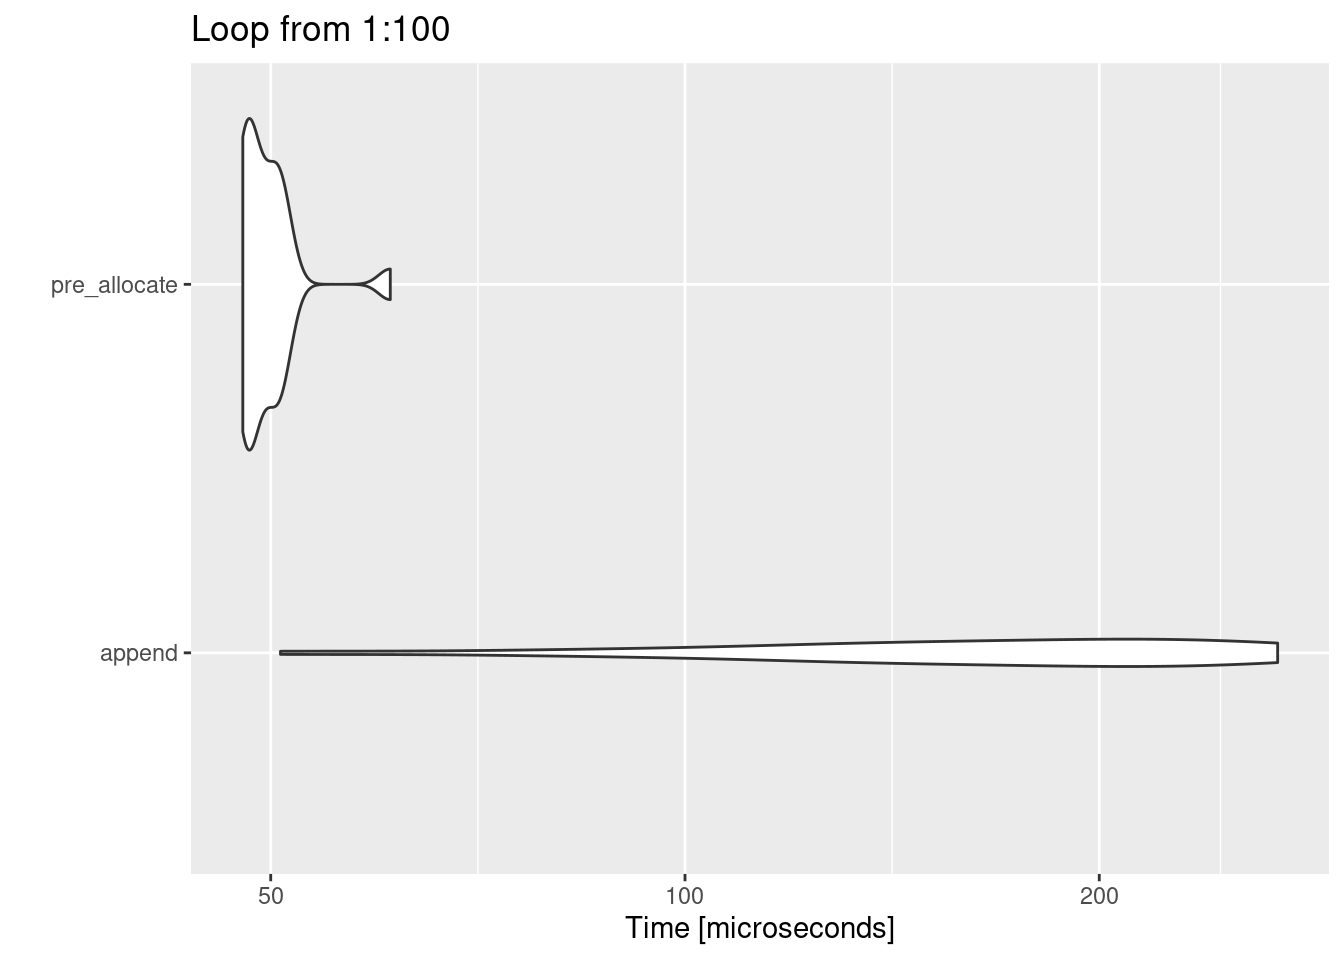 Loop from 1:100
pre_allocate
append
50 100 200
Time [microseconds]